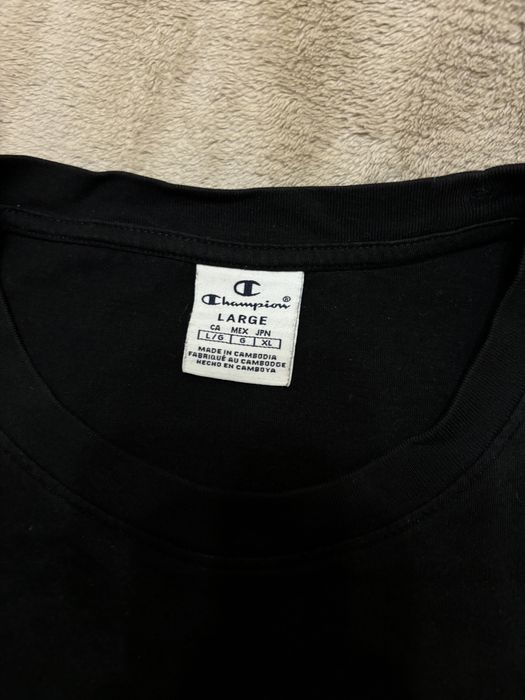 Champion®
LARGE
CA MEX JPN
L/G G XL
MADE IN CAMBODIA
FABRIQUÉ AU CAMBODGE
HECHO EN CAMBOYA